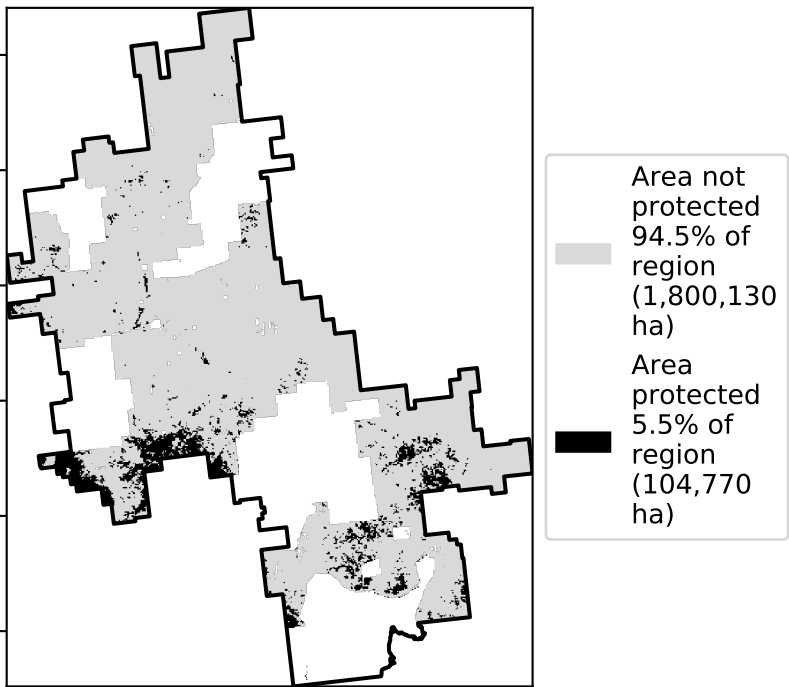 Area not
protected
94.5% of
region
(1,800,130
ha)
Area
protected
5.5% of
region
(104,770
ha)